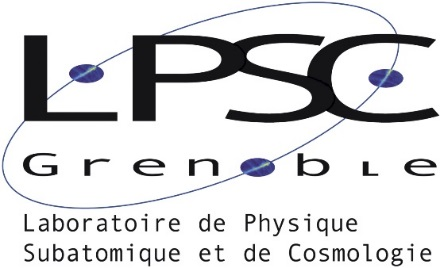 LPSC
Grenoble
Laboratoire de Physique
Subatomique et de Cosmologie